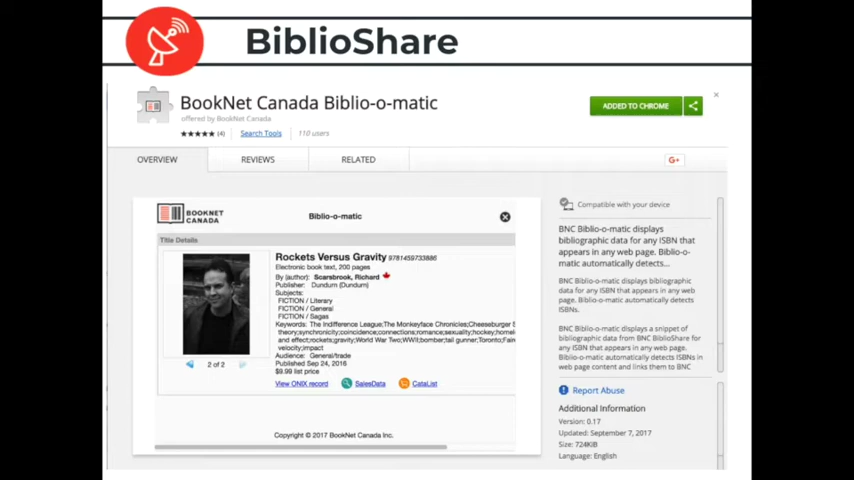 BiblioShare
BookNet Canada Biblio-o-matic
offered by BookNet Canada
★★★★★ (4) Search Tools 110 users
ADDED TO CHROME
OVERVIEW REVIEWS RELATED
G+
BOOKNET
CANADA
Biblio-o-matic
Title Details
Rockets Versus Gravity 9781459733886
Electronic book text, 200 pages
By (author): Scarsbrook, Richard
Publisher: Dundurn (Dundurn)
Subjects:
FICTION / Literary
FICTION / General
FICTION / Sagas
Keywords: The Indifference League;The Monkeyface Chronicles;Cheeseburger S
theory;synchronicity;coincidence;connections;romance;sexuality;hockey;homel
and effect;rockets;gravity;World War Two;WWII;bomber;tail gunner;Toronto;Fain
velocity;impact
Audience: General/trade
Published Sep 24, 2016
$9.99 list price
2 of 2
View ONIX record SalesData CataList
Copyright © 2017 BookNet Canada Inc.
Compatible with your device
BNC Biblio-o-matic displays
bibliographic data for any ISBN that
appears in any web page. Biblio-o-
matic automatically detects...
BNC Biblio-o-matic displays bibliographic
data for any ISBN that appears in any web
page. Biblio-o-matic automatically detects
ISBNs.
BNC Biblio-o-matic displays a snippet of
bibliographic data from BNC BiblioShare for
any ISBN that appears in any web page.
Biblio-o-matic automatically detects ISBNs in
web page content and links them to BNC
Report Abuse
Additional Information
Version: 0.17
Updated: September 7, 2017
Size: 724KiB
Language: English